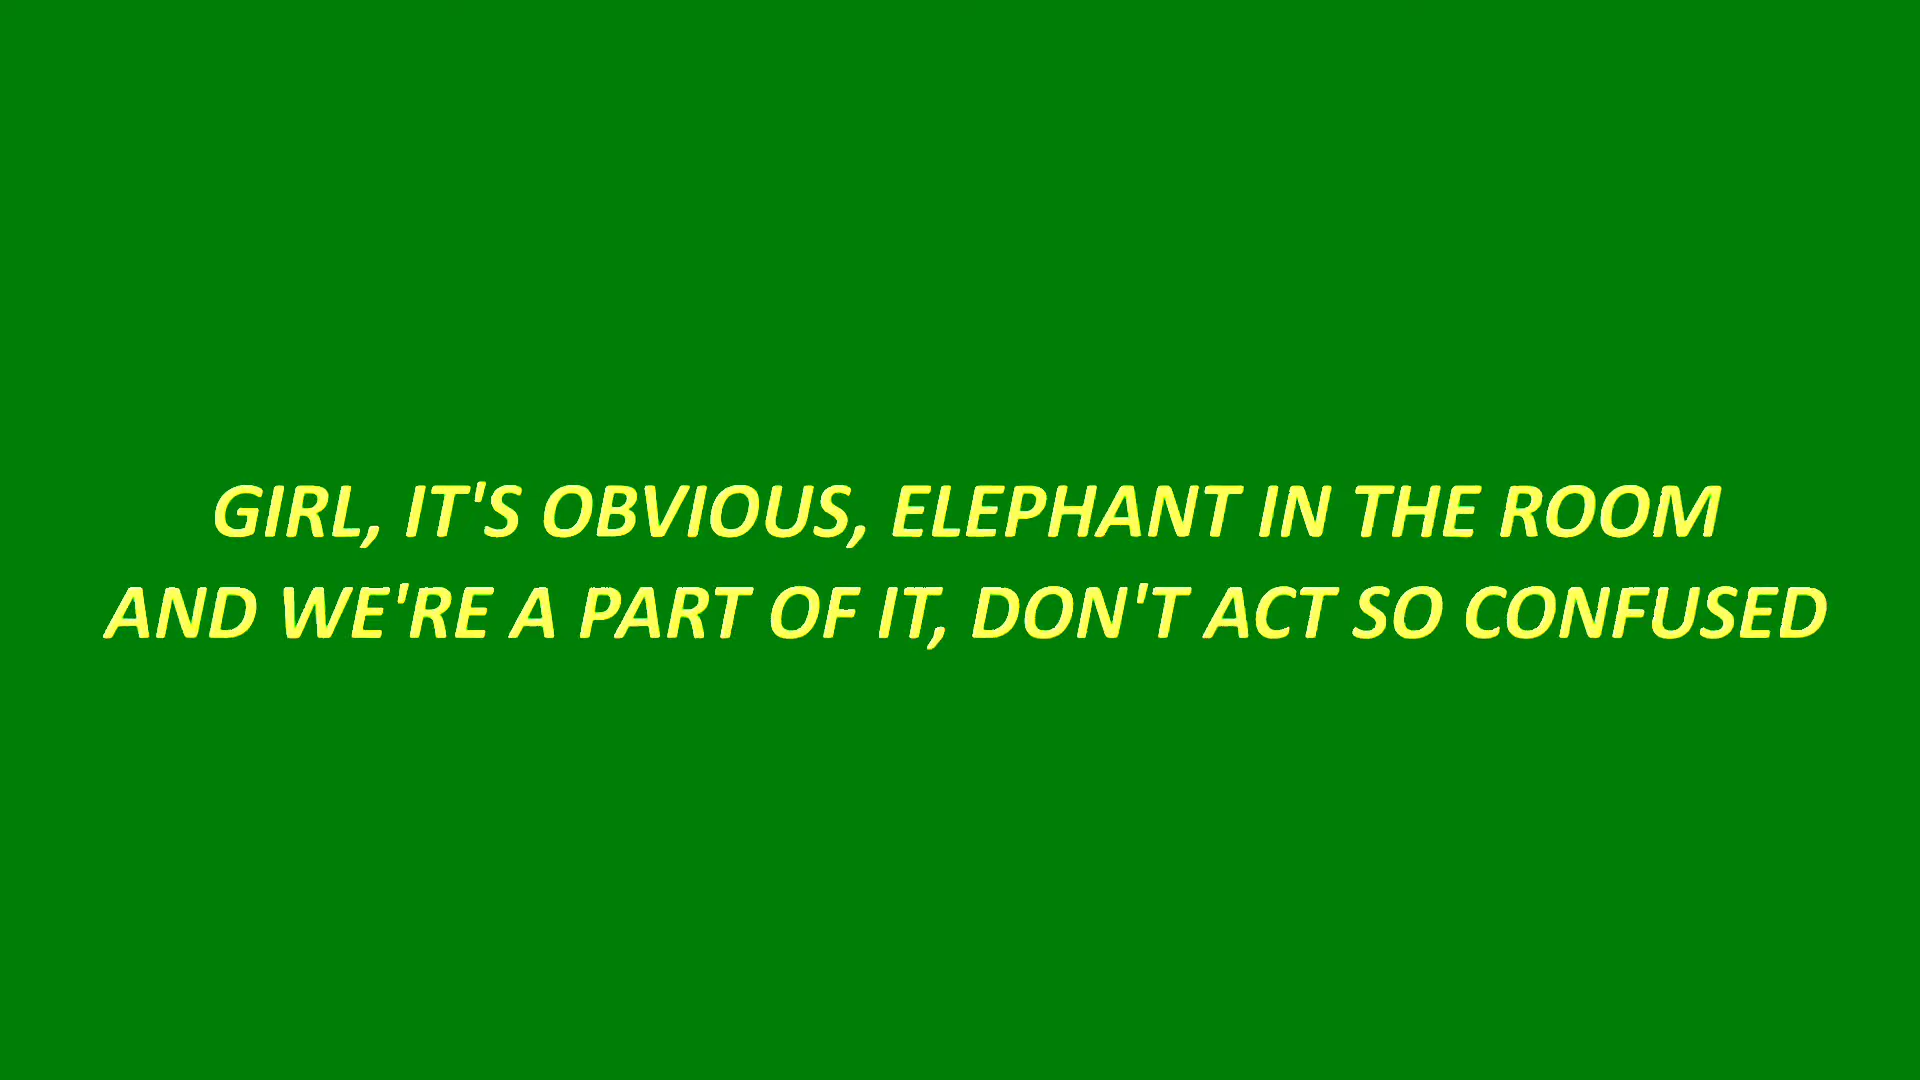 GIRL, IT'S OBVIOUS, ELEPHANT IN THE ROOM
AND WE'RE A PART OF IT, DON'T ACT SO CONFUSED